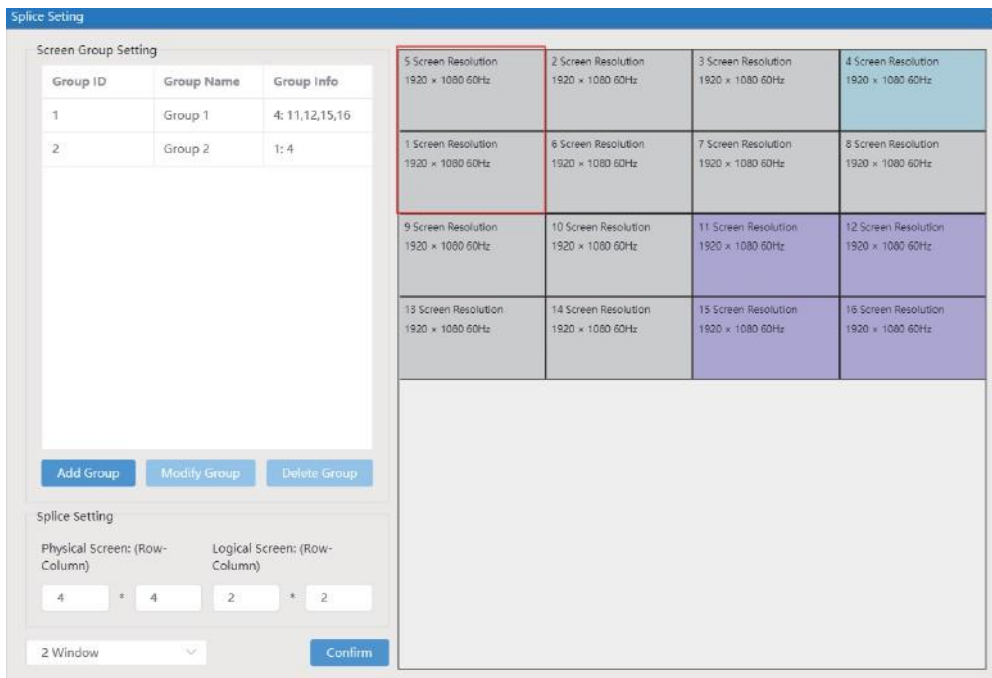 Splice Seting
Screen Group Setting
Group ID Group Name Group Info
1 Group 1 4: 11,12,15,16
2 Group 2 1: 4
Add Group Modify Group Delete Group
Splice Setting
Physical Screen: (Row-
Column)
Logical Screen: (Row-
Column)
4 * 4 2 * 2
2 Window Confirm
5 Screen Resolution 2 Screen Resolution 3 Screen Resolution 4 Screen Resolution
1920 × 1080 60Hz 1920 × 1080 60Hz 1920 × 1080 60Hz 1920 × 1080 60Hz
1 Screen Resolution 6 Screen Resolution 7 Screen Resolution 8 Screen Resolution
1920 × 1080 60Hz 1920 × 1080 60Hz 1920 × 1080 60Hz 1920 × 1080 60Hz
9 Screen Resolution 10 Screen Resolution 11 Screen Resolution 12 Screen Resolution
1920 × 1080 60Hz 1920 × 1080 60Hz 1920 × 1080 60Hz 1920 × 1080 60Hz
13 Screen Resolution 14 Screen Resolution 15 Screen Resolution 16 Screen Resolution
1920 × 1080 60Hz 1920 × 1080 60Hz 1920 × 1080 60Hz 1920 × 1080 60Hz